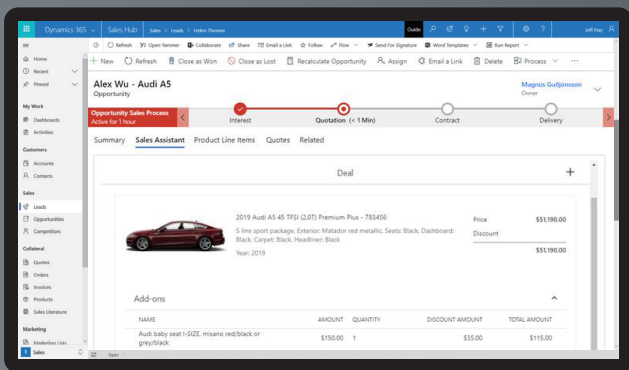 Dynamics 365 Sales Hub Sales > Leads > Helen Thomas Guide Jeff Hay
Refresh Open Yammer Collaborate Share Email a Link Follow Flow Send For Signature Word Templates Run Report
Home
Recent
Pinned
My Work
Dashboards
Activities
Customers
Accounts
Contacts
Sales
Leads
Opportunities
Competitors
Collateral
Quotes
Orders
Invoices
Products
Sales Literature
Marketing
Marketing Lists
Sales
New Refresh Close as Won Close as Lost Recalculate Opportunity Assign Email a Link Delete Process
Alex Wu - Audi A5
Opportunity
Magnús Guðjónsson
Owner
Opportunity Sales Process
Active for 1 hour
Interest Quotation (< 1 Min) Contract Delivery
Summary Sales Assistant Product Line Items Quotes Related
Deal
2019 Audi A5 45 TFSI (2.0T) Premium Plus - 783456
S line sport package, Exterior: Matador red metallic. Seats: Black, Dashboard:
Black, Carpet: Black, Headliner: Black
Year: 2019
Price $51,190.00
Discount
$51,190.00
Add-ons
NAME AMOUNT QUANTITY DISCOUNT AMOUNT TOTAL AMOUNT
Audi baby seat I-SIZE, misano red/black or
grey/black $150.00 1 $35.00 $115.00
Open